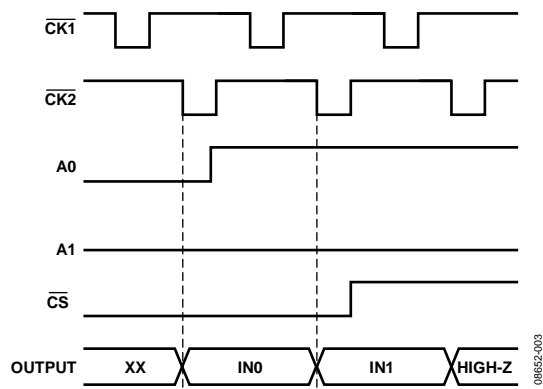 CK1
CK2
A0
A1
CS
OUTPUT XX IN0 IN1 HIGH-Z
08652-003